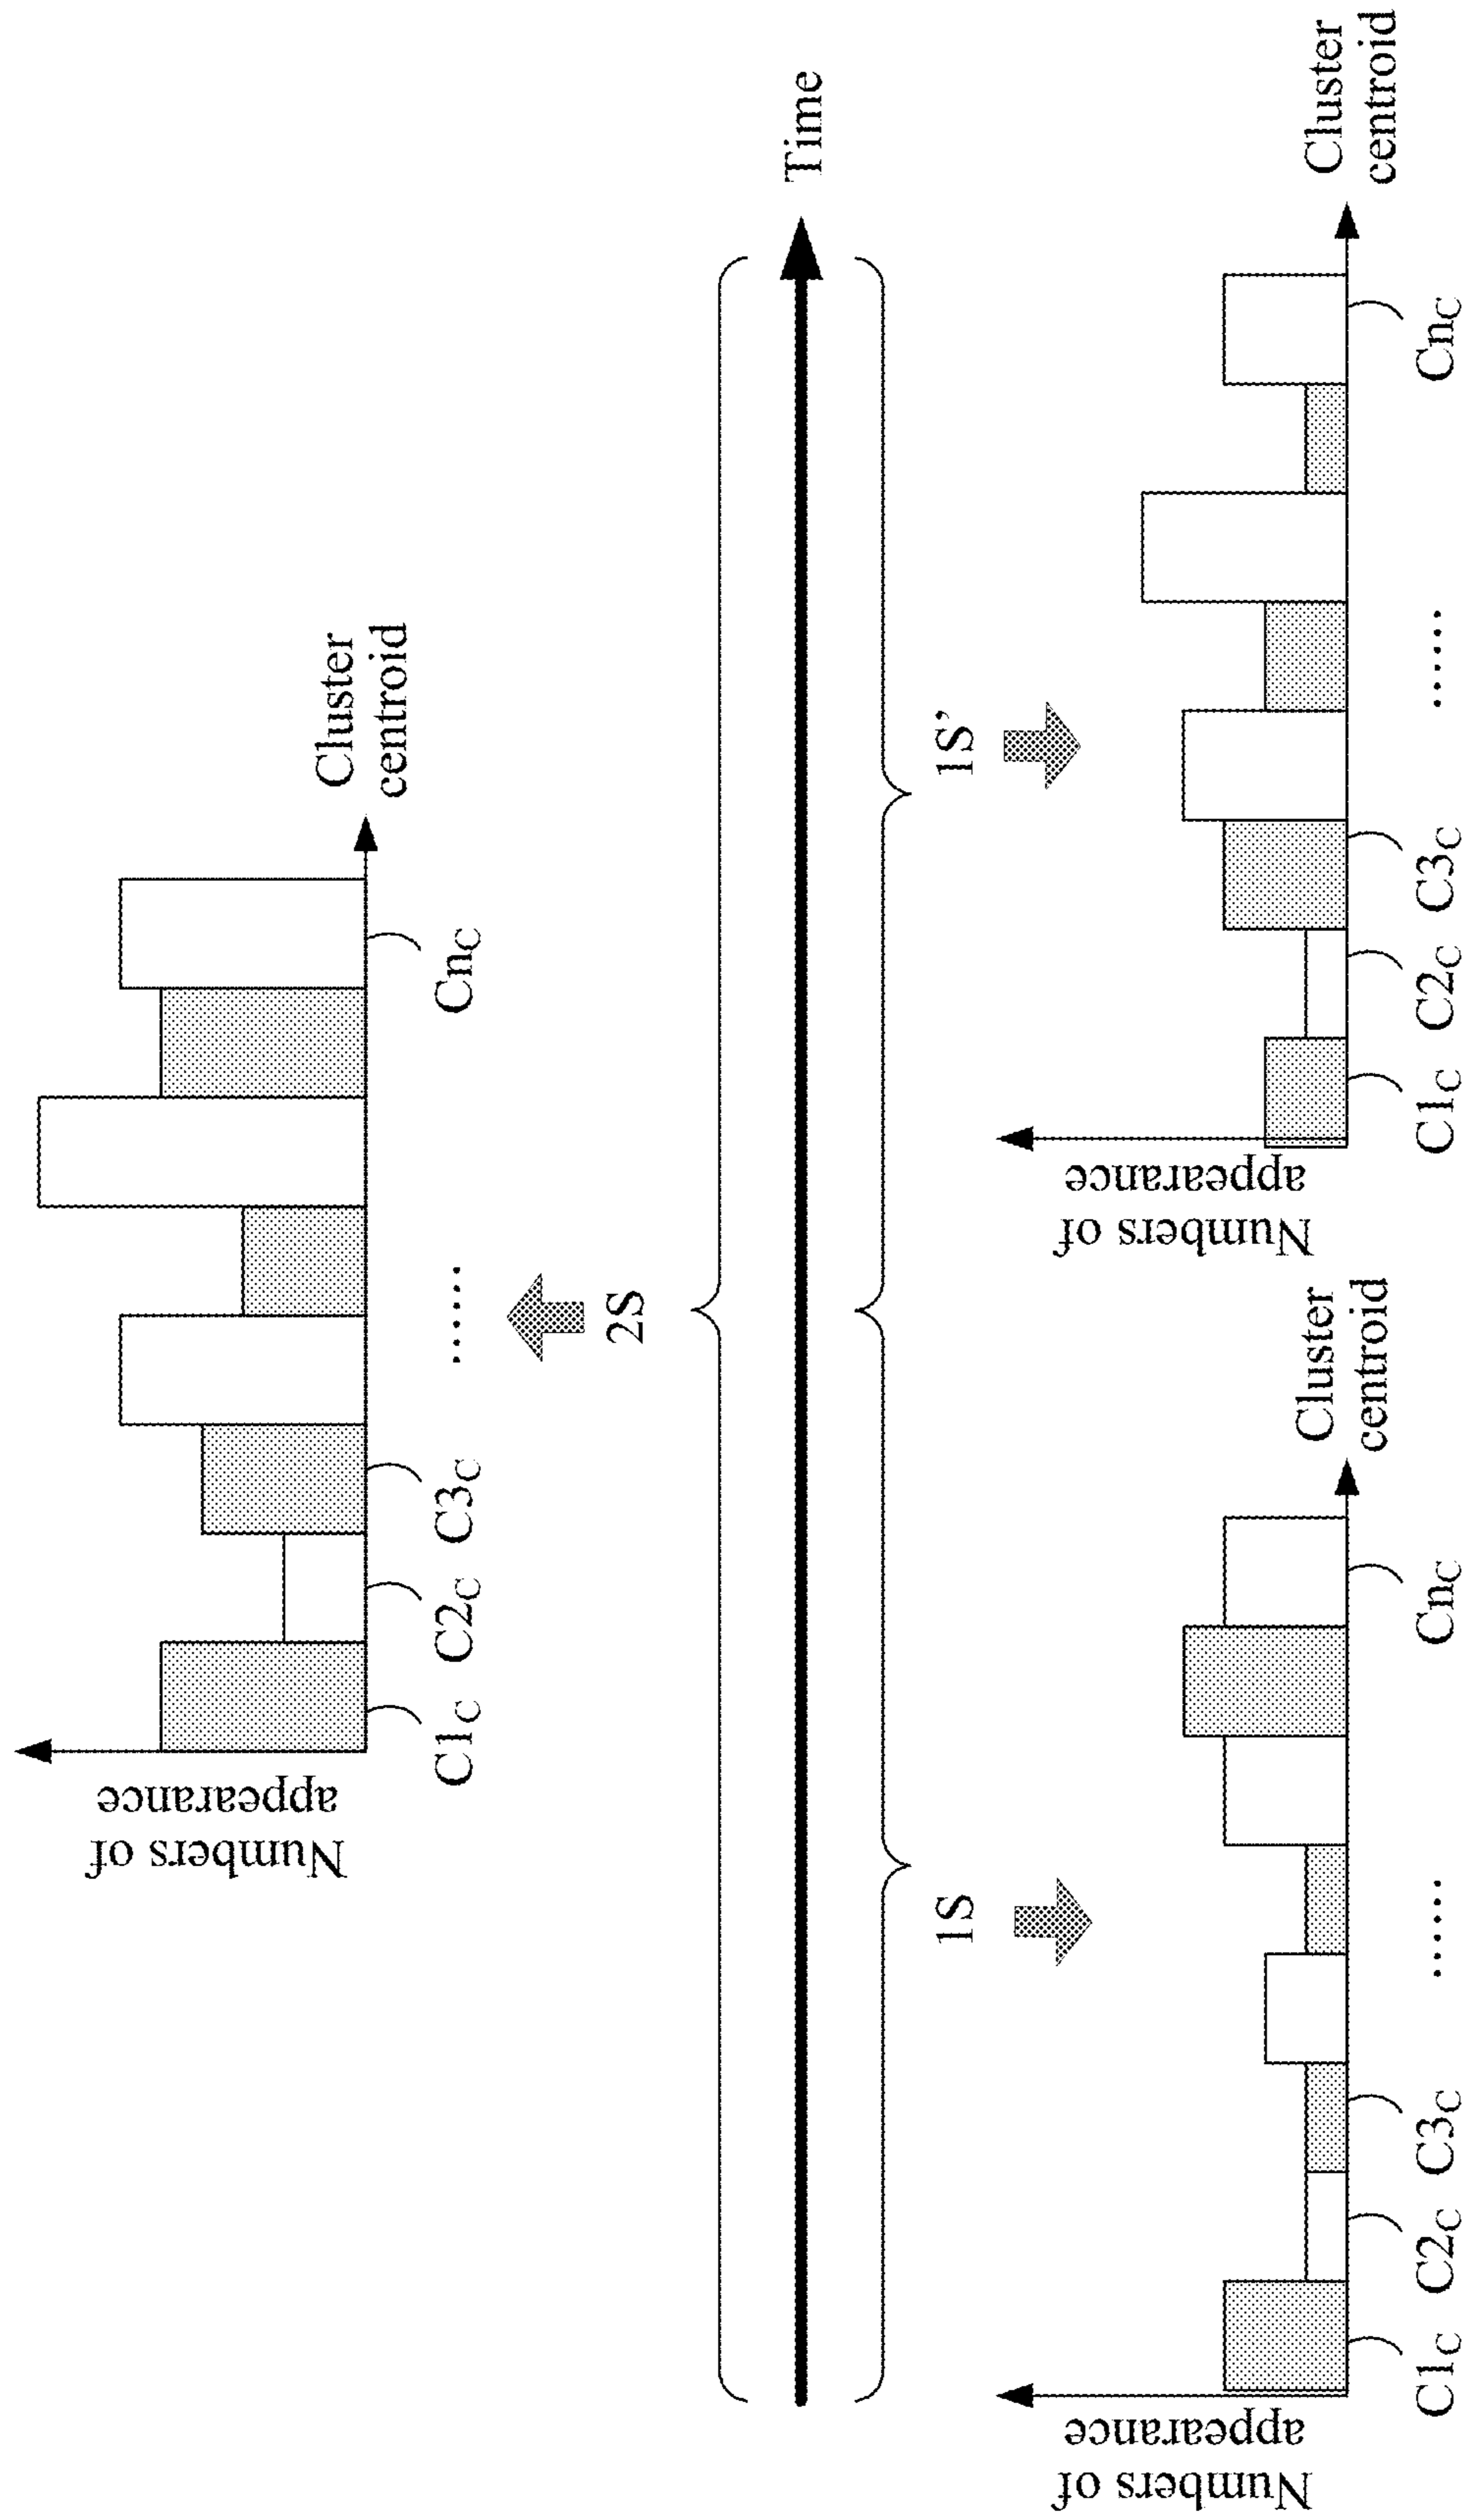 Numbers of
appearance
C1C
C2C
C3C
......
CnC
Cluster
centroid
2S
Time
1S
1S'
Numbers of
appearance
C1C
C2C
C3C
......
CnC
Cluster
centroid
Numbers of
appearance
C1C
C2C
C3C
......
CnC
Cluster
centroid